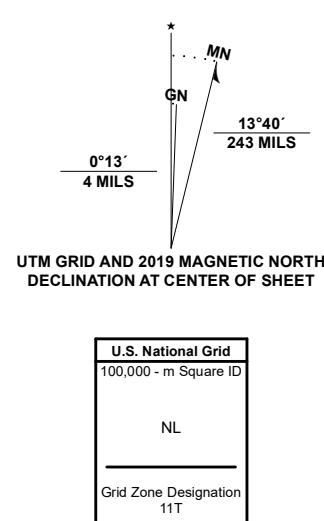 ★
MN
GN
13°40´
243 MILS
0°13´
4 MILS
UTM GRID AND 2019 MAGNETIC NORTH
DECLINATION AT CENTER OF SHEET
U.S. National Grid
100,000 - m Square ID
NL
Grid Zone Designation
11T